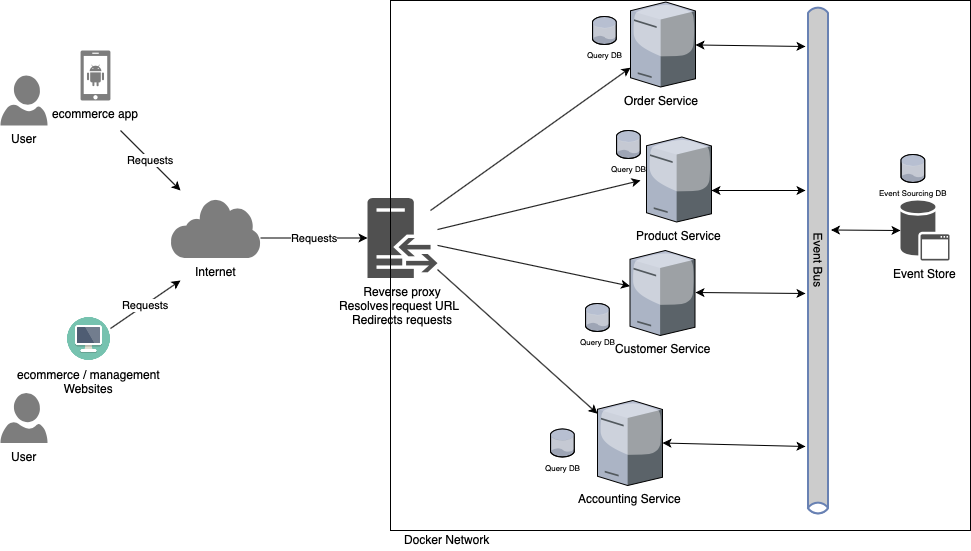 Query DB
Order Service
ecommerce app
User
Requests
Query DB
Product Service
Event Sourcing DB
Event Store
Event Bus
Internet
Requests
Reverse proxy
Resolves request URL
Redirects requests
Requests
Query DB
Customer Service
ecommerce / management
Websites
User
Query DB
Accounting Service
Docker Network